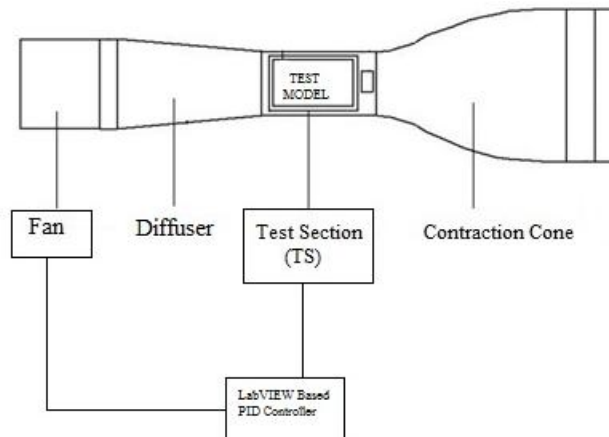 TEST
MODEL
Fan
Diffuser
Test Section
(TS)
Contraction Cone
LabVIEW Based
PID Controller